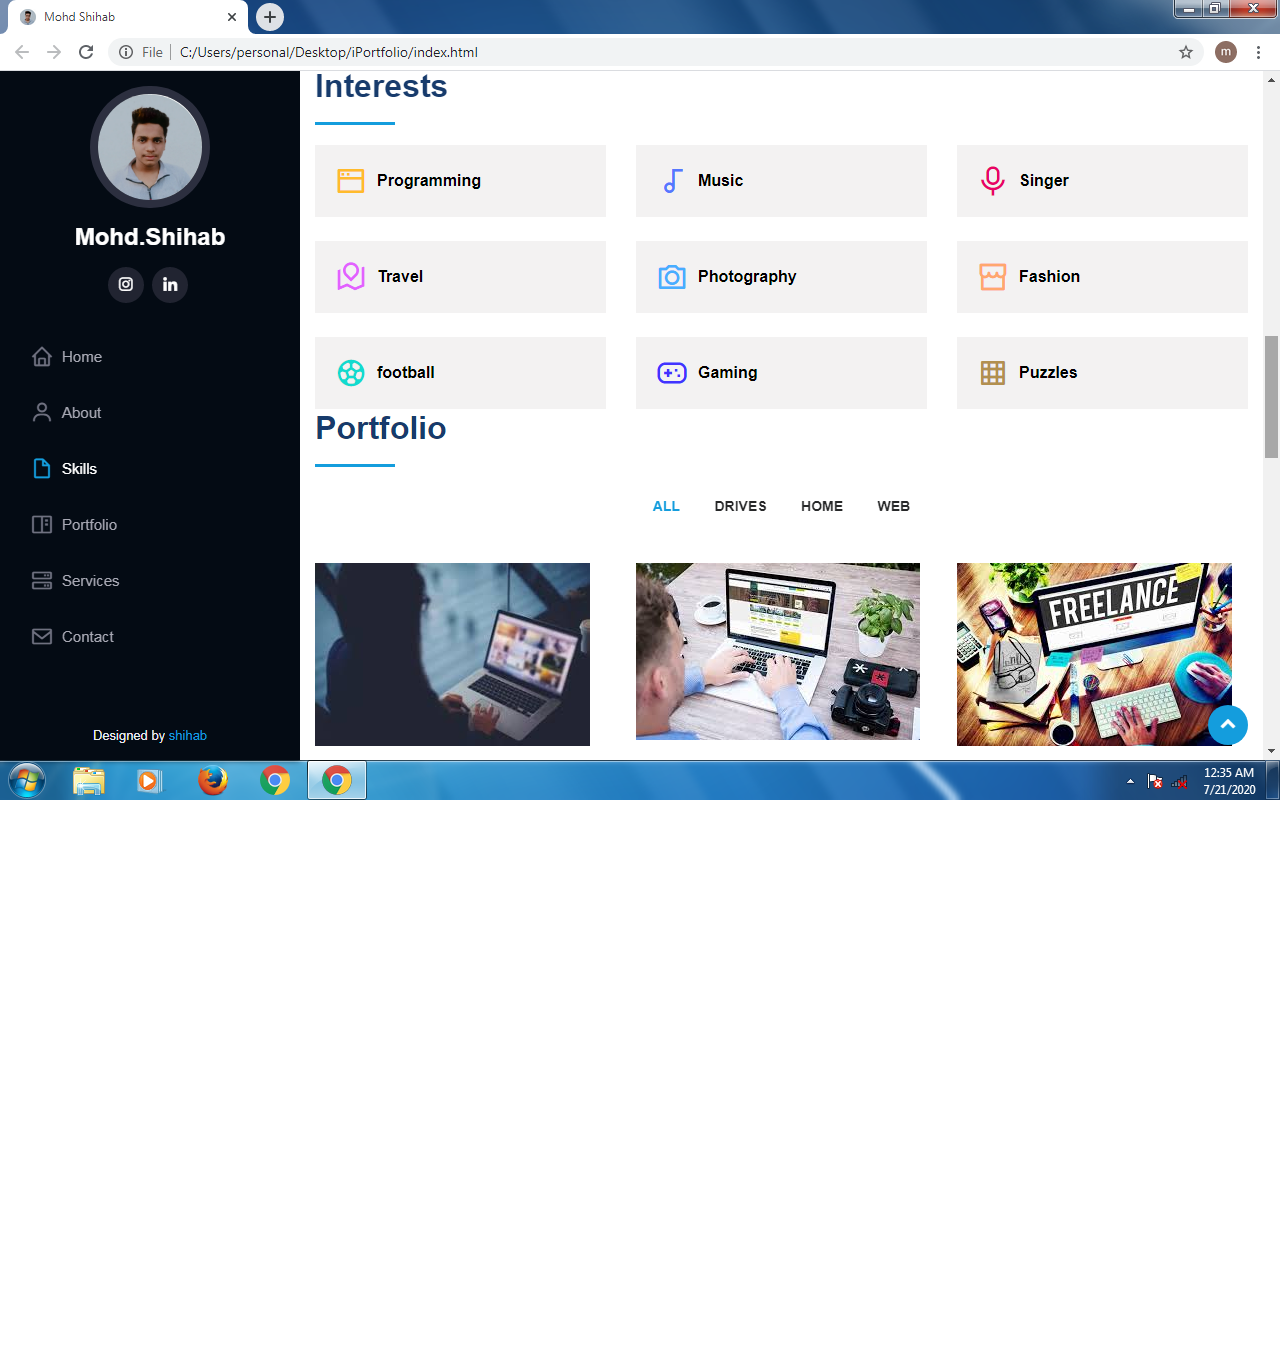 Mohd Shihab
File
C:/Users/personal/Desktop/iPortfolio/index.html
m
Mohd.Shihab
Home
About
Skills
Portfolio
Services
Contact
Designed by shihab
Interests
Programming
Music
Singer
Travel
Photography
Fashion
football
Gaming
Puzzles
Portfolio
ALL
DRIVES
HOME
WEB
FREELANCE
12:35 AM
7/21/2020